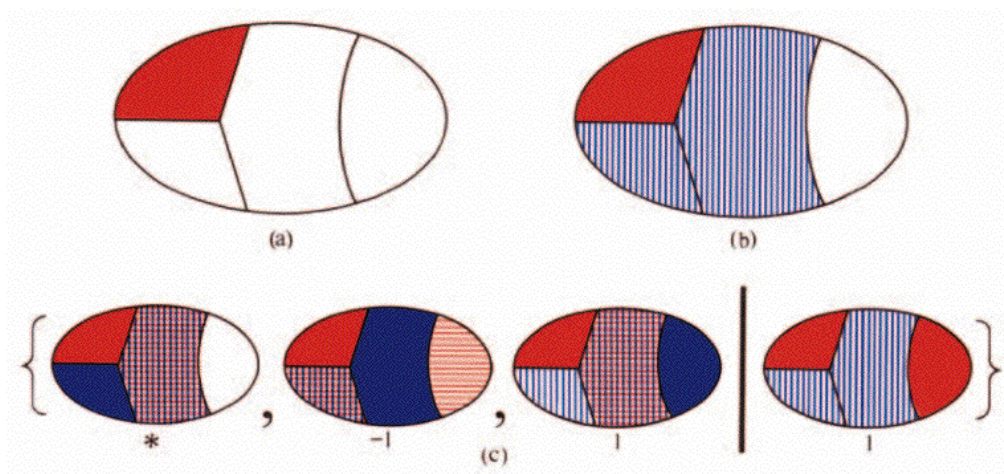 (a) (b)
{ , , | }
* -1 1 1
(c)